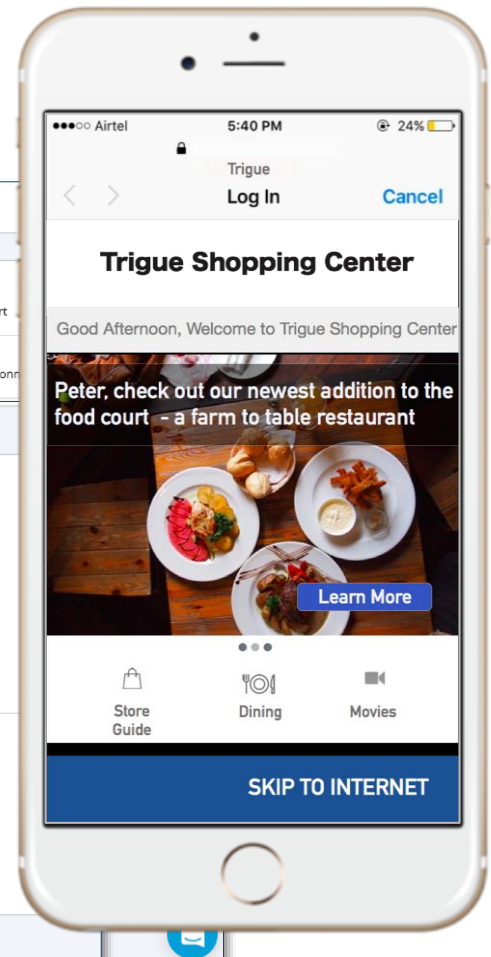 Airtel
5:40 PM
24%
Trigue
Log In
Cancel
Trigue Shopping Center
Good Afternoon, Welcome to Trigue Shopping Center
Peter, check out our newest addition to the
food court - a farm to table restaurant
Learn More
Store
Guide
Dining
Movies
SKIP TO INTERNET